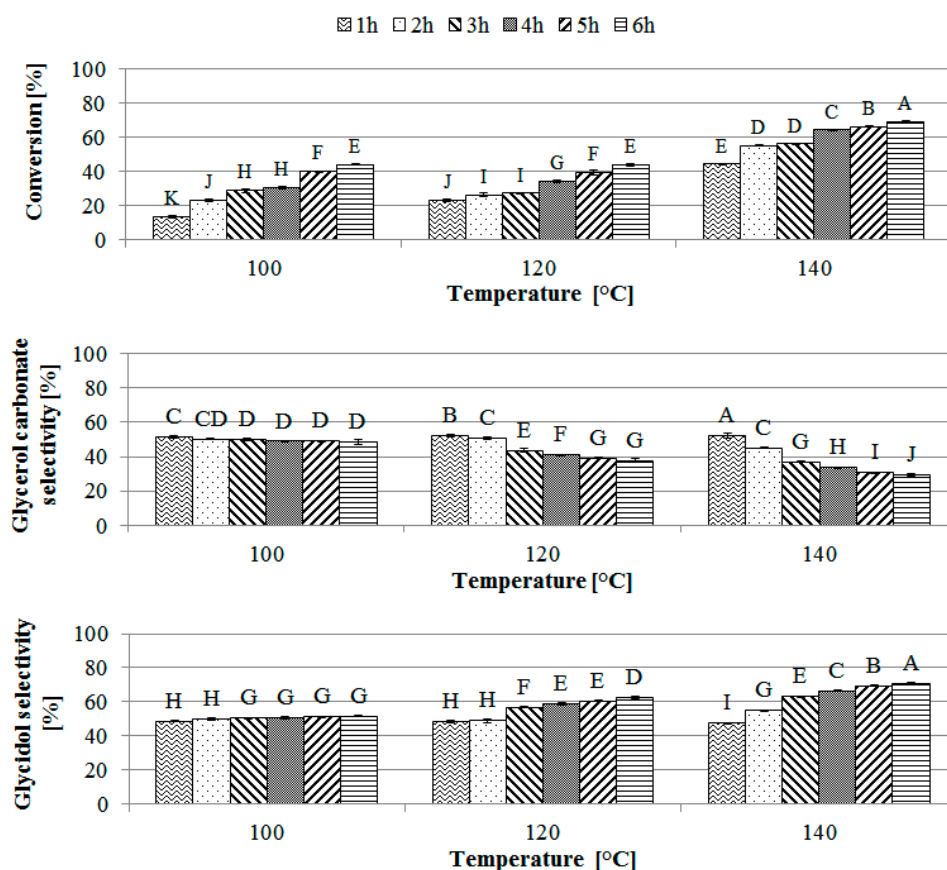 1h 2h 3h 4h 5h 6h
Conversion [%]
100
80
60
40
20
0
K J H H F E
J I I G F E
E D D C B A
100 120 140
Temperature [°C]
Glycerol carbonate
selectivity [%]
100
80
60
40
20
0
C CD D D D D
B C E F G G
A C G H I J
100 120 140
Temperature [°C]
Glycidol selectivity
[%]
100
80
60
40
20
0
H H G G G G
H H F E E D
I G E C B A
100 120 140
Temperature [°C]